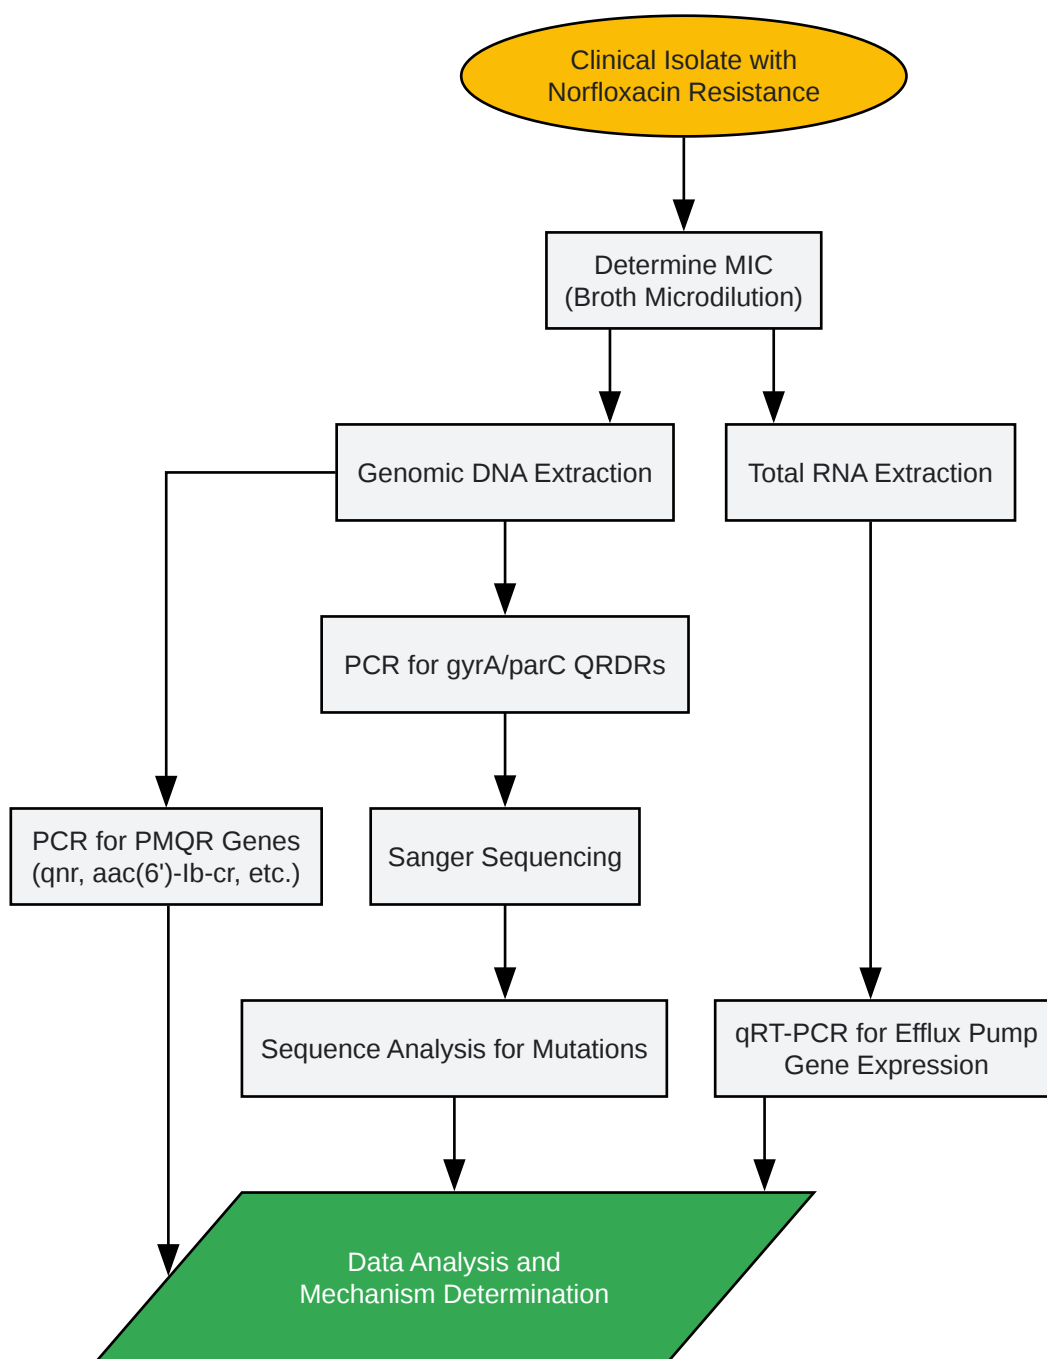 Clinical Isolate with
Norfloxacin Resistance
Determine MIC
(Broth Microdilution)
Genomic DNA Extraction
Total RNA Extraction
PCR for gyrA/parC QRDRs
PCR for PMQR Genes
(qnr, aac(6')-Ib-cr, etc.)
Sanger Sequencing
Sequence Analysis for Mutations
qRT-PCR for Efflux Pump
Gene Expression
Data Analysis and
Mechanism Determination